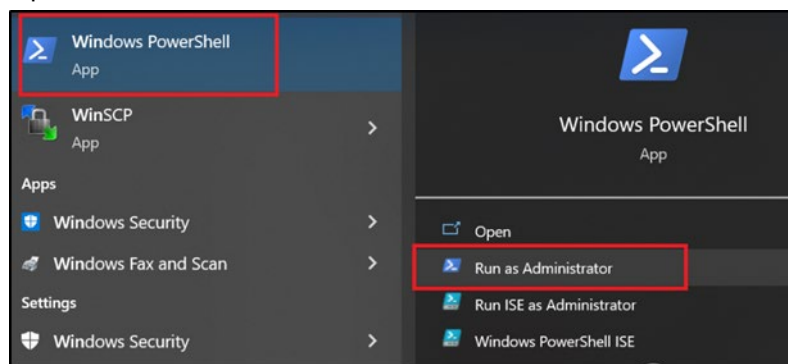 Windows PowerShell
App
WinSCP
App
Apps
Windows Security
Windows Fax and Scan
Settings
Windows Security
Windows PowerShell
App
Open
Run as Administrator
Run ISE as Administrator
Windows PowerShell ISE